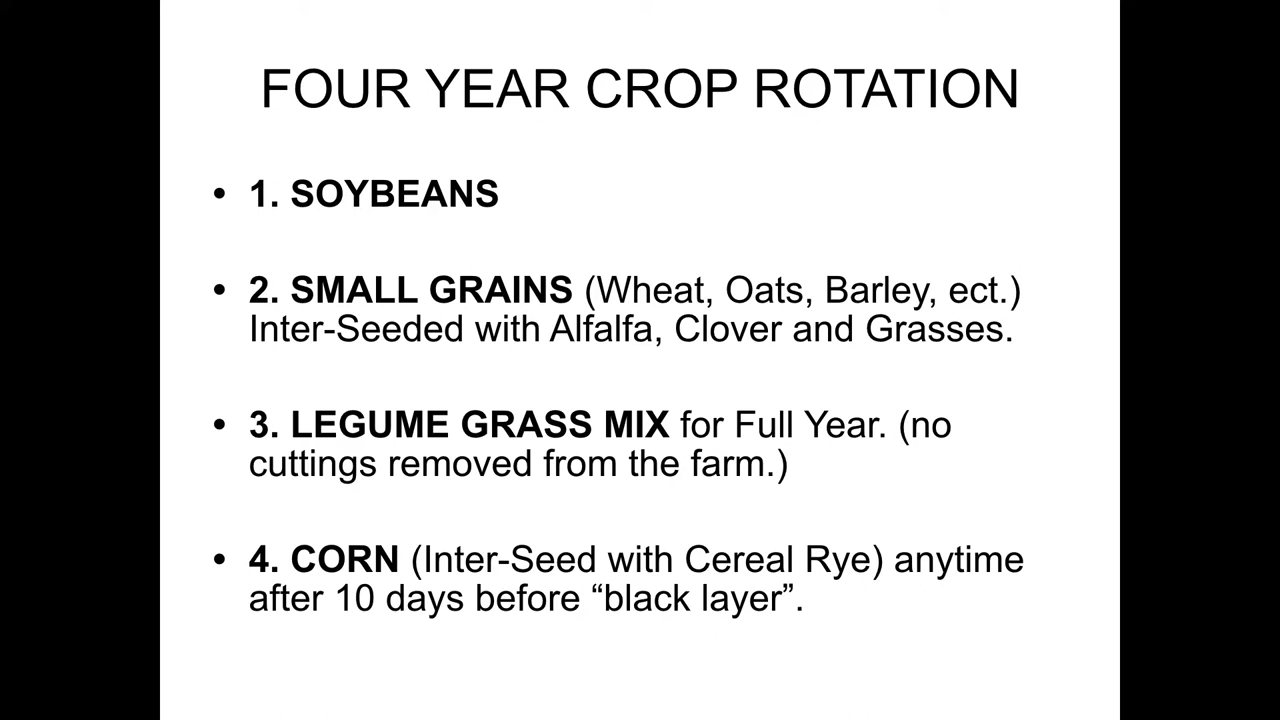 FOUR YEAR CROP ROTATION
• 1. SOYBEANS
• 2. SMALL GRAINS (Wheat, Oats, Barley, ect.)
Inter-Seeded with Alfalfa, Clover and Grasses.
• 3. LEGUME GRASS MIX for Full Year. (no
cuttings removed from the farm.)
• 4. CORN (Inter-Seed with Cereal Rye) anytime
after 10 days before “black layer”.